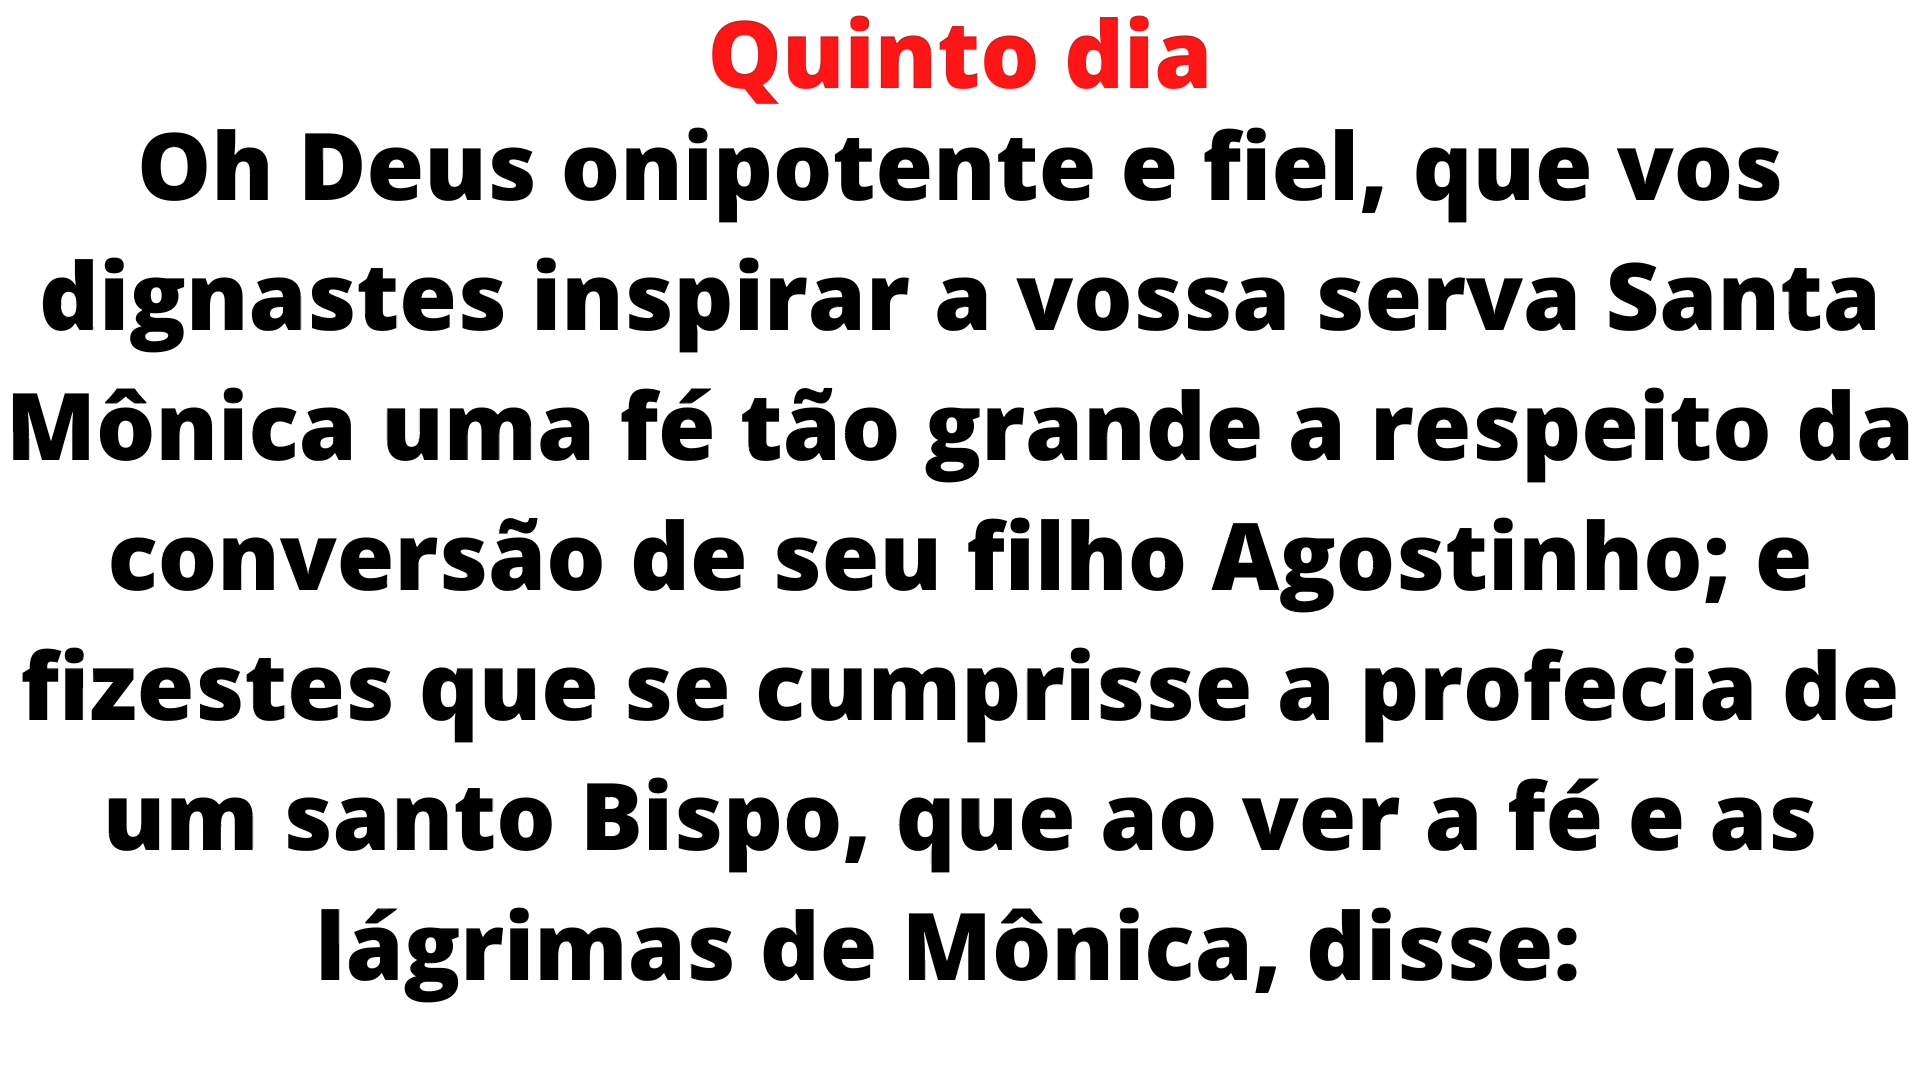 Quinto dia
Oh Deus onipotente e fiel, que vos
dignastes inspirar a vossa serva Santa
Mônica uma fé tão grande a respeito da
conversão de seu filho Agostinho; e
fizestes que se cumprisse a profecia de
um santo Bispo, que ao ver a fé e as
lágrimas de Mônica, disse: